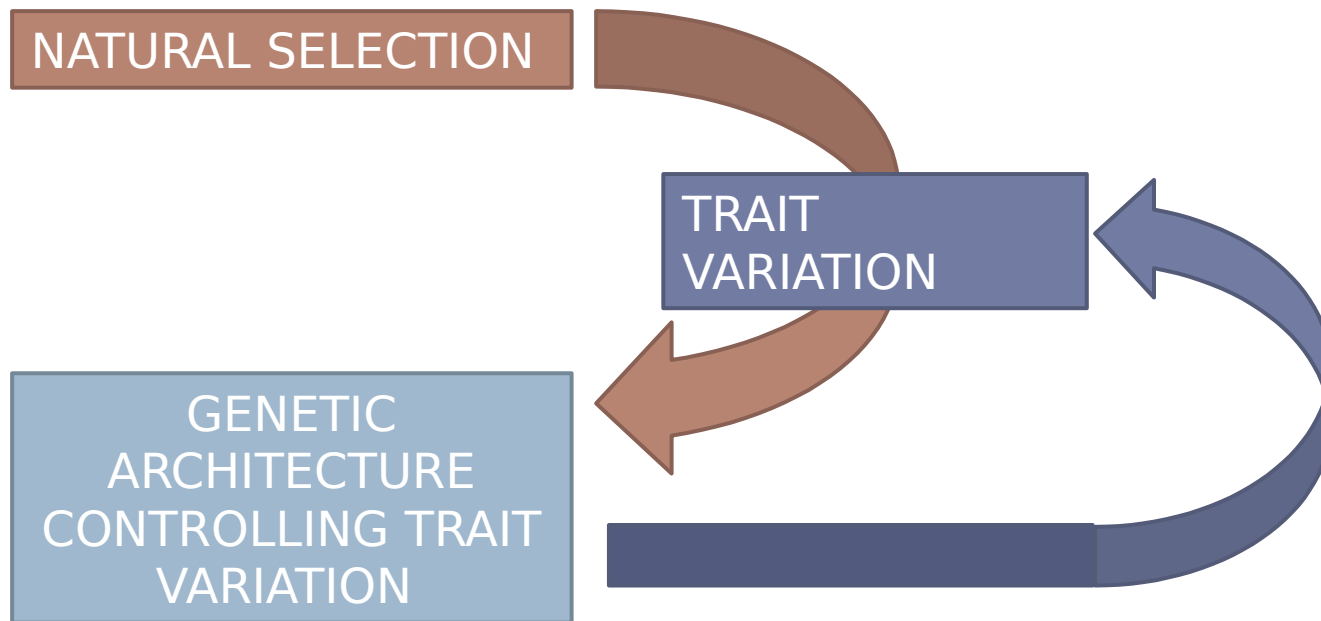 NATURAL SELECTION
TRAIT
VARIATION
GENETIC
ARCHITECTURE
CONTROLLING TRAIT
VARIATION